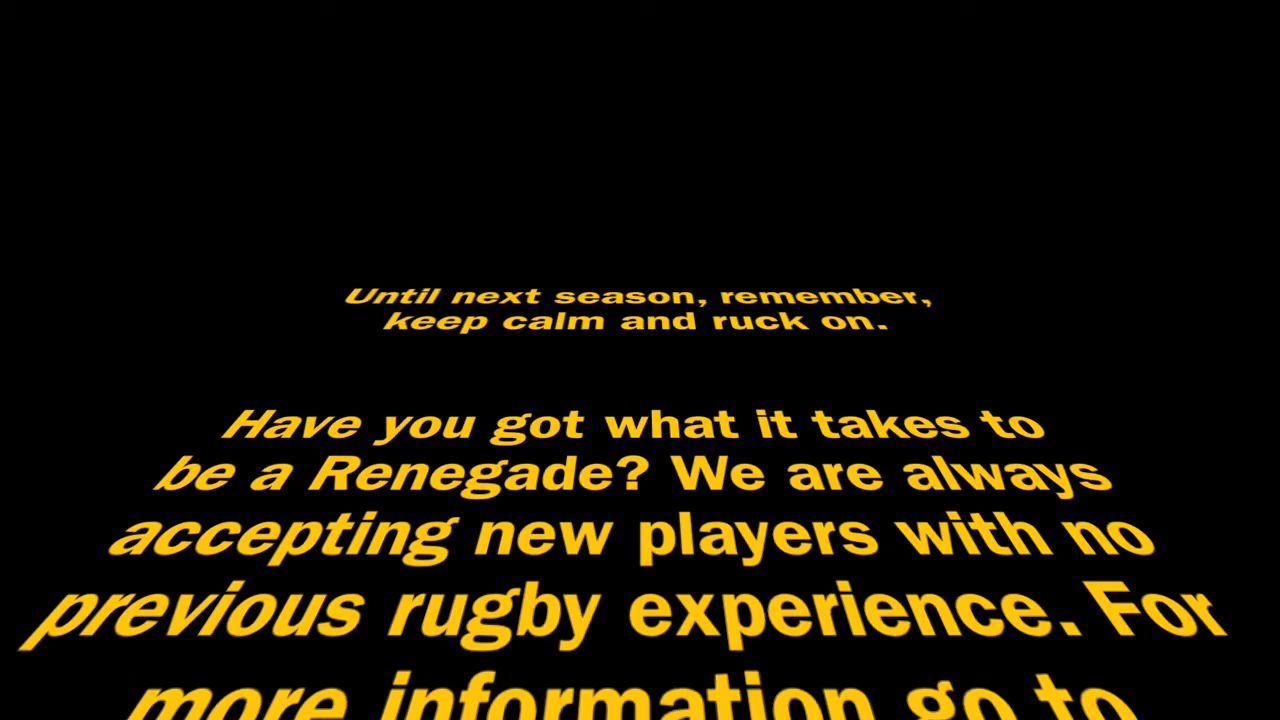 Until next season, remember,
keep calm and ruck on.
Have you got what it takes to
be a Renegade? We are always
accepting new players with no
previous rugby experience. For
more information go to